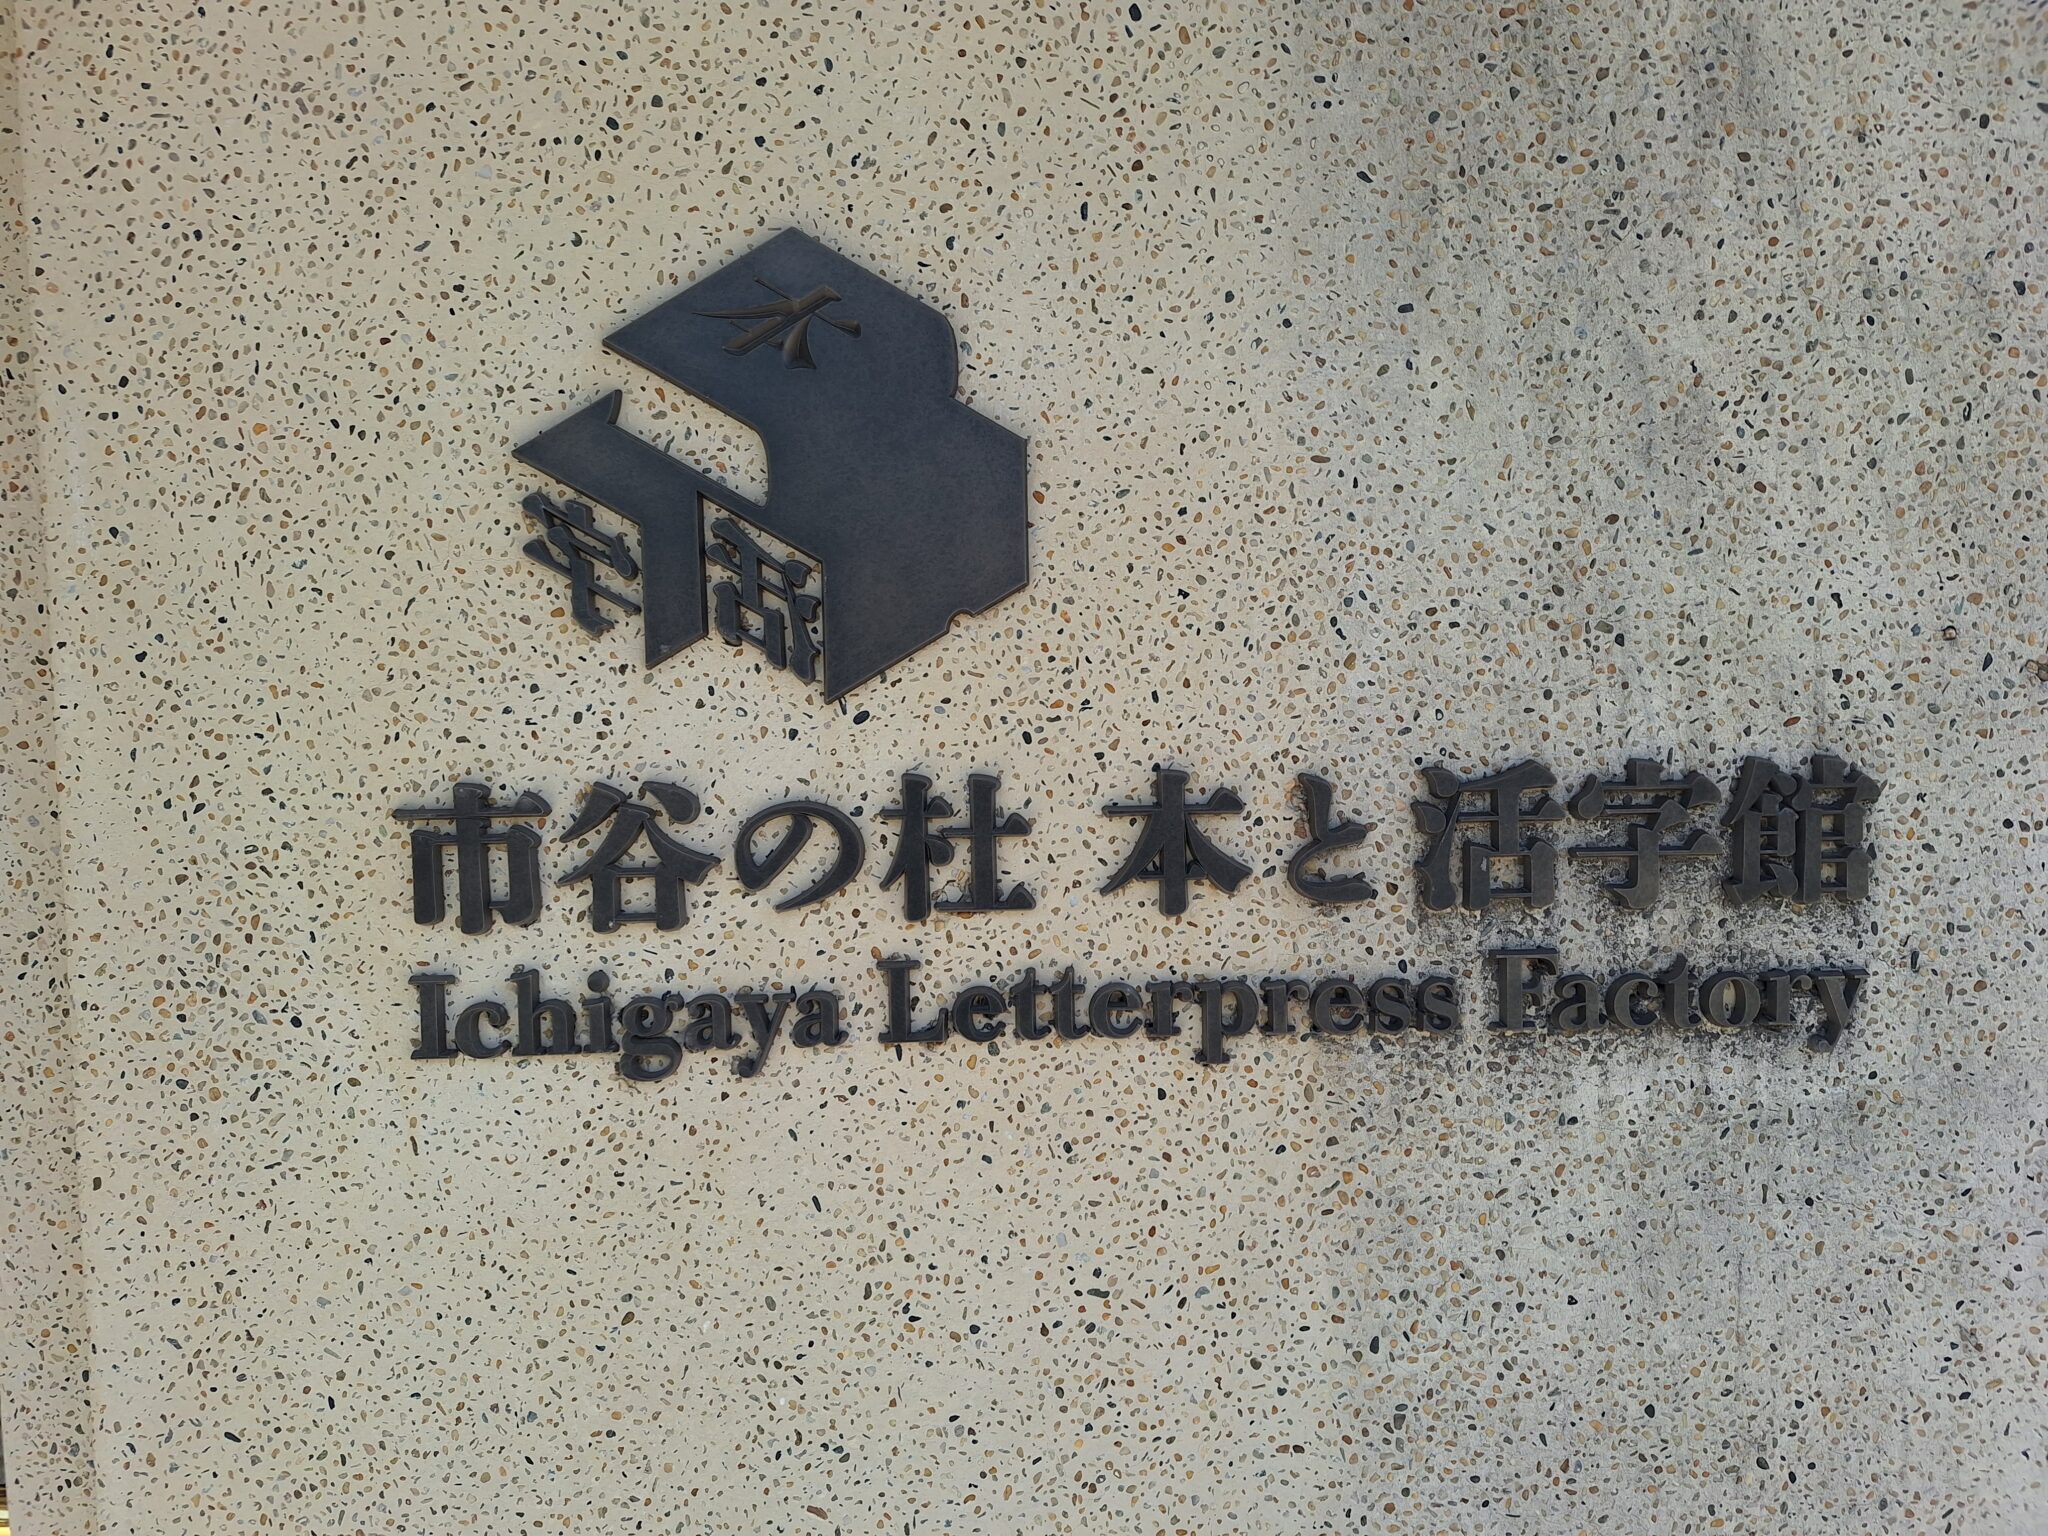 本
字 活
市谷の杜 本と活字館
Ichigaya Letterpress Factory